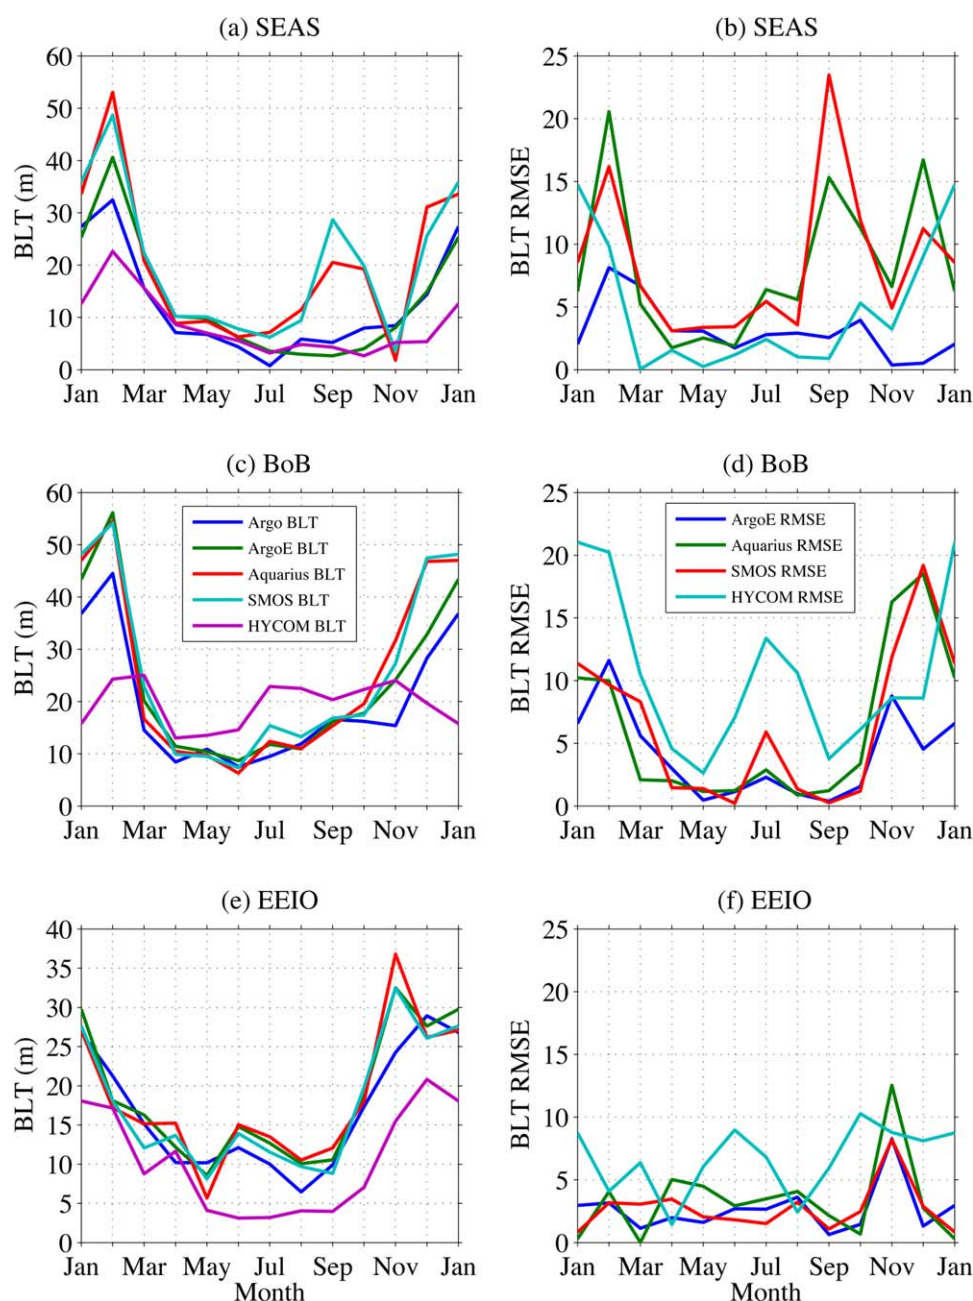 (a) SEAS
60
50
40
30
20
10
0
BLT (m)
Jan Mar May Jul Sep Nov Jan
(b) SEAS
25
20
15
10
5
0
BLT RMSE
Jan Mar May Jul Sep Nov Jan
(c) BoB
60
50
40
30
20
10
0
BLT (m)
Argo BLT
ArgoE BLT
Aquarius BLT
SMOS BLT
HYCOM BLT
Jan Mar May Jul Sep Nov Jan
(d) BoB
25
20
15
10
5
0
BLT RMSE
ArgoE RMSE
Aquarius RMSE
SMOS RMSE
HYCOM RMSE
Jan Mar May Jul Sep Nov Jan
(e) EEIO
40
35
30
25
20
15
10
5
0
BLT (m)
Jan Mar May Jul Sep Nov Jan
Month
(f) EEIO
25
20
15
10
5
0
BLT RMSE
Jan Mar May Jul Sep Nov Jan
Month